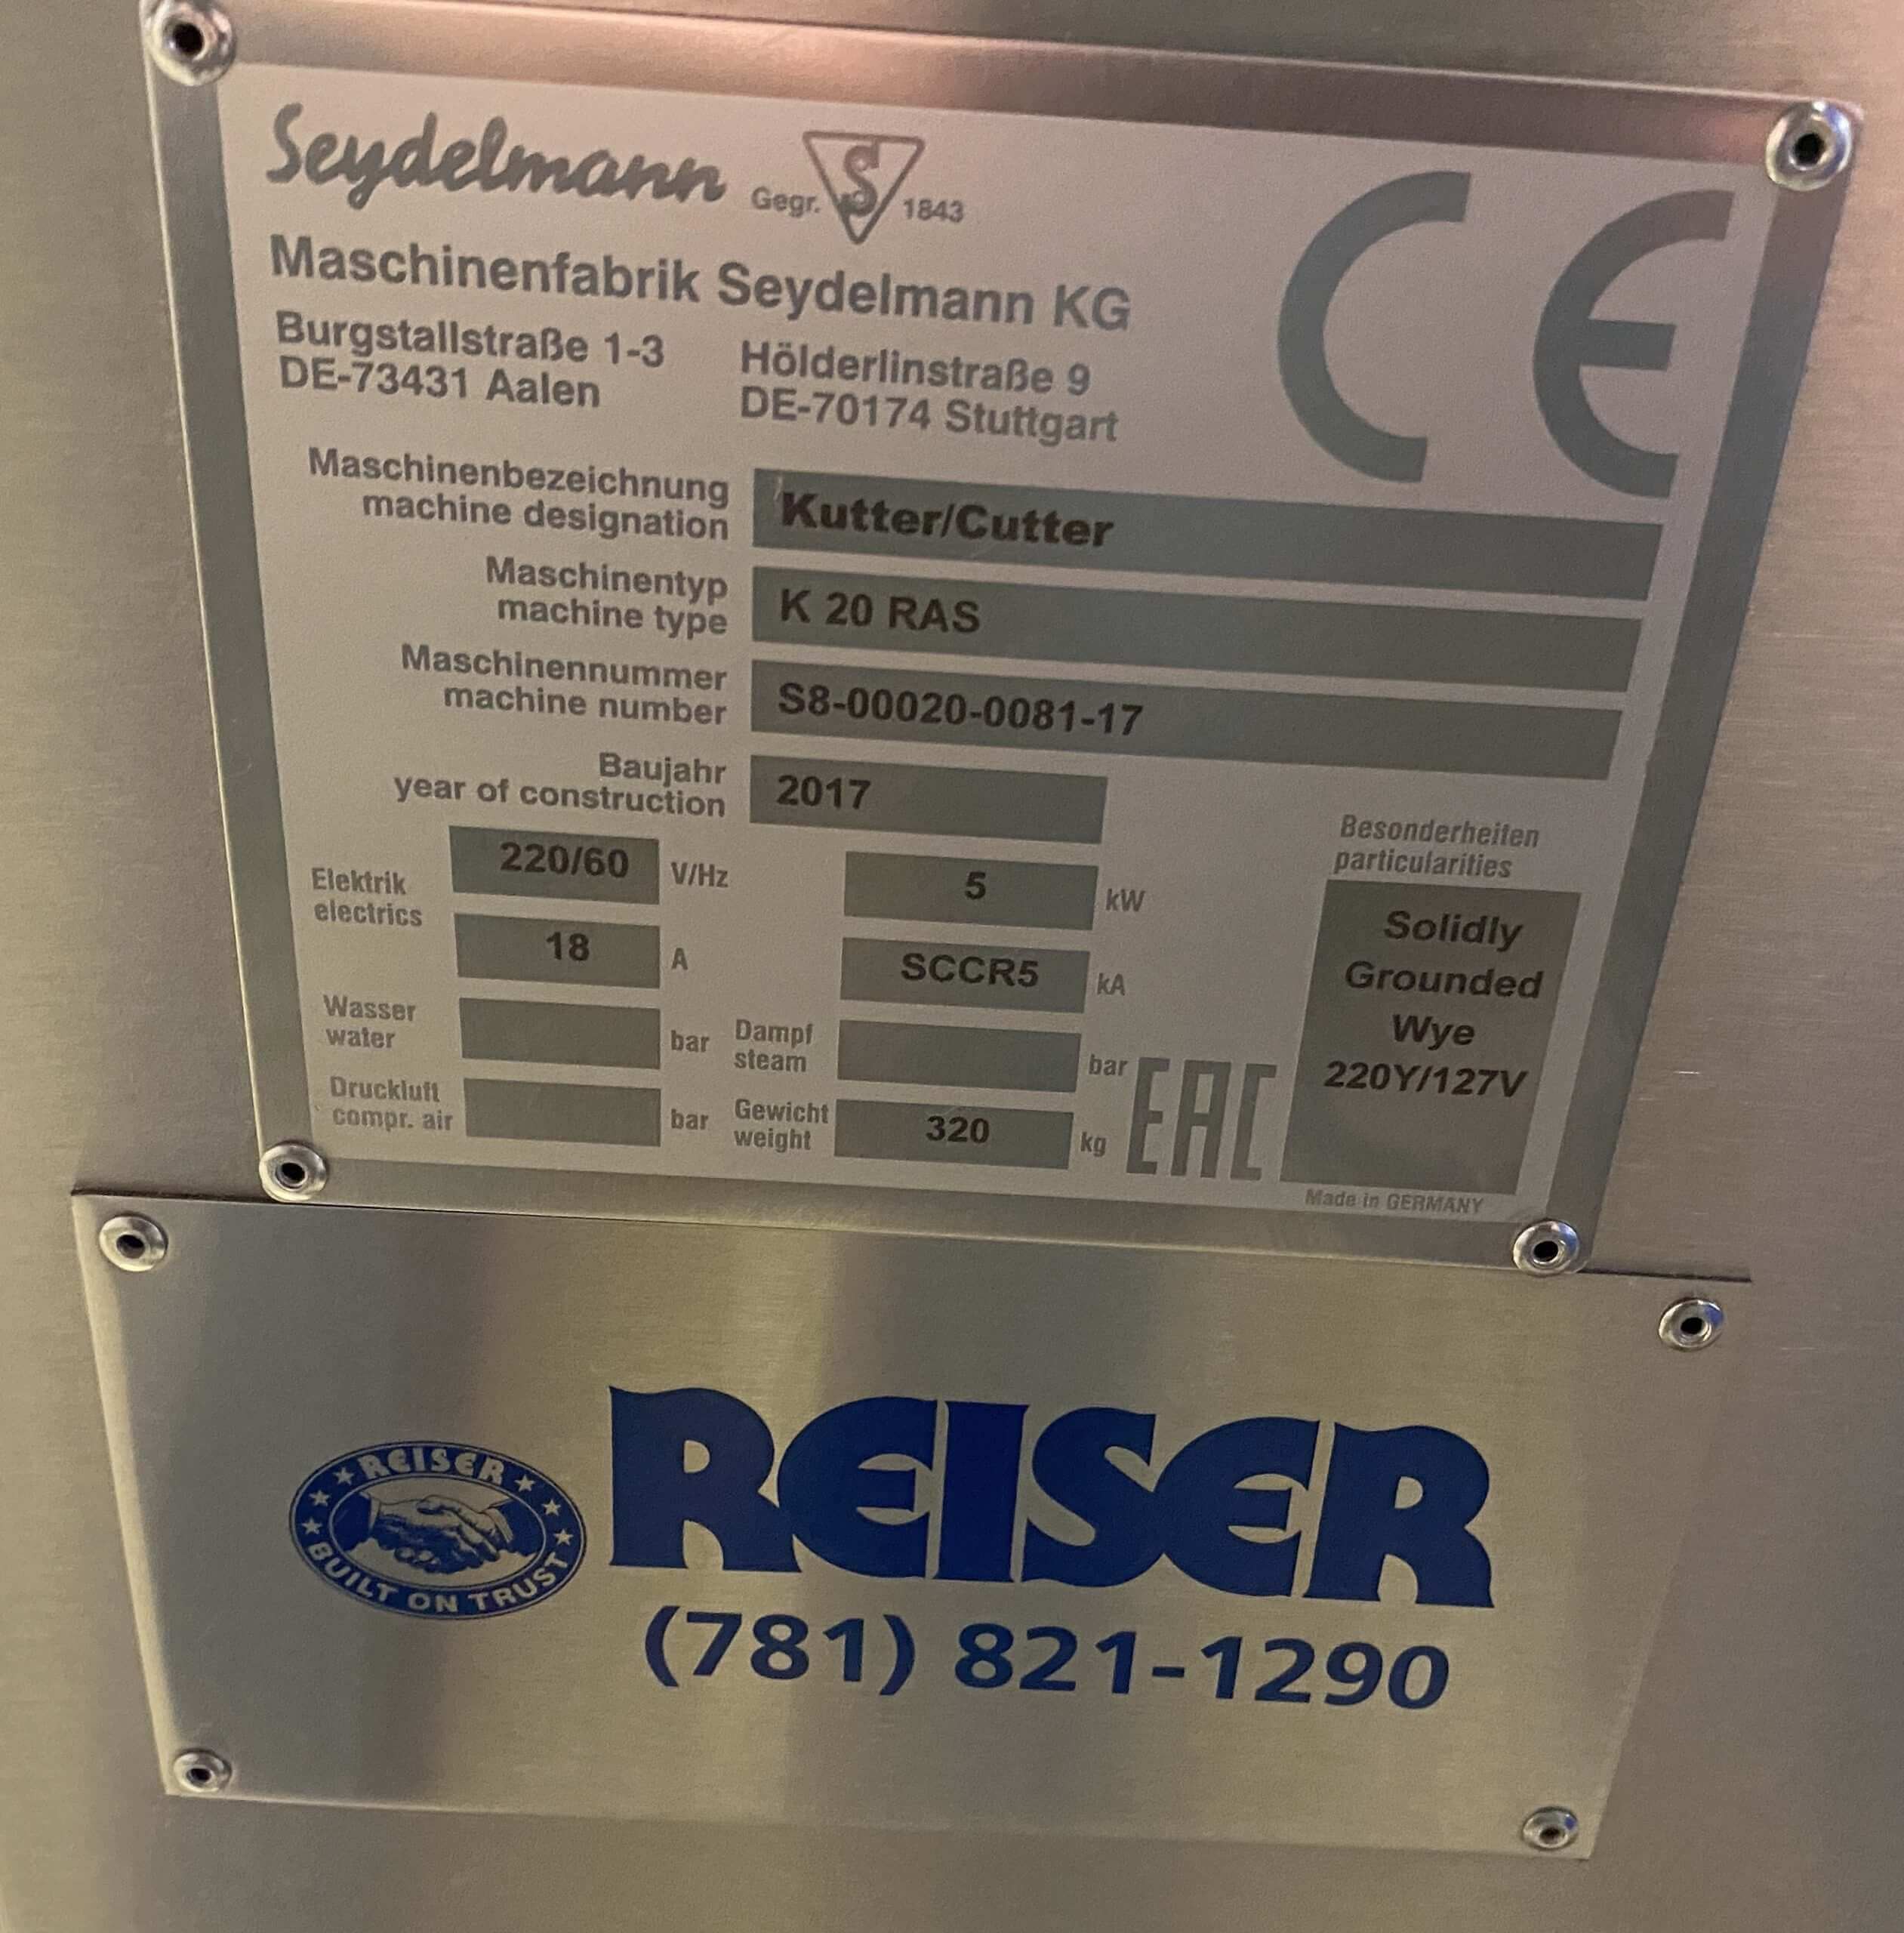 Seydelmann Gegr. S 1843
Maschinenfabrik Seydelmann KG
Burgstallstraße 1-3
DE-73431 Aalen
Hölderlinstraße 9
DE-70174 Stuttgart
CE
Maschinenbezeichnung
machine designation
Kutter/Cutter
Maschinentyp
machine type
K 20 RAS
Maschinennummer
machine number
S8-00020-0081-17
Baujahr
year of construction
2017
Elektrik
electrics
220/60 V/Hz
5 kW
18 A
SCCR5 kA
Wasser
water
bar
Dampf
steam
bar
Druckluft
compr. air
bar
Gewicht
weight
320 kg
EAC
Besonderheiten
particularities
Solidly
Grounded
Wye
220Y/127V
Made in GERMANY
REISER
BUILT ON TRUST
REISER
(781) 821-1290